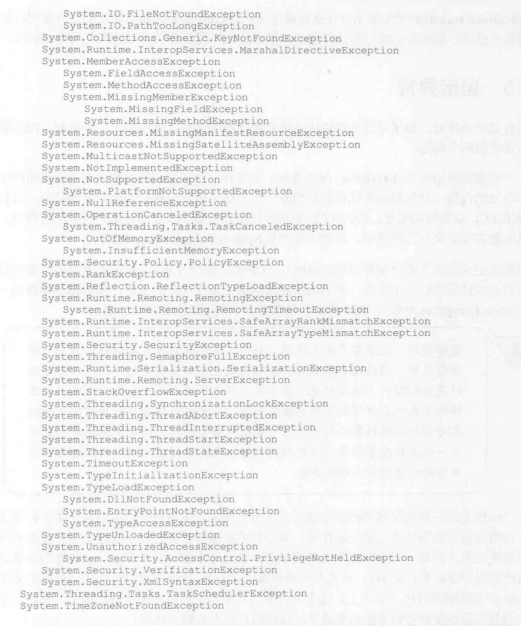 System.IO.FileNotFoundException
System.IO.PathTooLongException
System.Collections.Generic.KeyNotFoundException
System.Runtime.InteropServices.MarshalDirectiveException
System.MemberAccessException
System.FieldAccessException
System.MethodAccessException
System.MissingMemberException
System.MissingFieldException
System.MissingMethodException
System.Resources.MissingManifestResourceException
System.Resources.MissingSatelliteAssemblyException
System.MulticastNotSupportedException
System.NotImplementedException
System.NotSupportedException
System.PlatformNotSupportedException
System.NullReferenceException
System.OperationCanceledException
System.Threading.Tasks.TaskCanceledException
System.OutOfMemoryException
System.InsufficientMemoryException
System.Security.Policy.PolicyException
System.RankException
System.Reflection.ReflectionTypeLoadException
System.Runtime.Remoting.RemotingException
System.Runtime.Remoting.RemotingTimeoutException
System.Runtime.InteropServices.SafeArrayRankMismatchException
System.Runtime.InteropServices.SafeArrayTypeMismatchException
System.Security.SecurityException
System.Threading.SemaphoreFullException
System.Runtime.Serialization.SerializationException
System.Runtime.Remoting.ServerException
System.StackOverflowException
System.Threading.SynchronizationLockException
System.Threading.ThreadAbortException
System.Threading.ThreadInterruptedException
System.Threading.ThreadStartException
System.Threading.ThreadStateException
System.TimeoutException
System.TypeInitializationException
System.TypeLoadException
System.DllNotFoundException
System.EntryPointNotFoundException
System.TypeAccessException
System.TypeUnloadedException
System.UnauthorizedAccessException
System.Security.AccessControl.PrivilegeNotHeldException
System.Security.VerificationException
System.Security.XmlSyntaxException
System.Threading.Tasks.TaskSchedulerException
System.TimeZoneNotFoundException